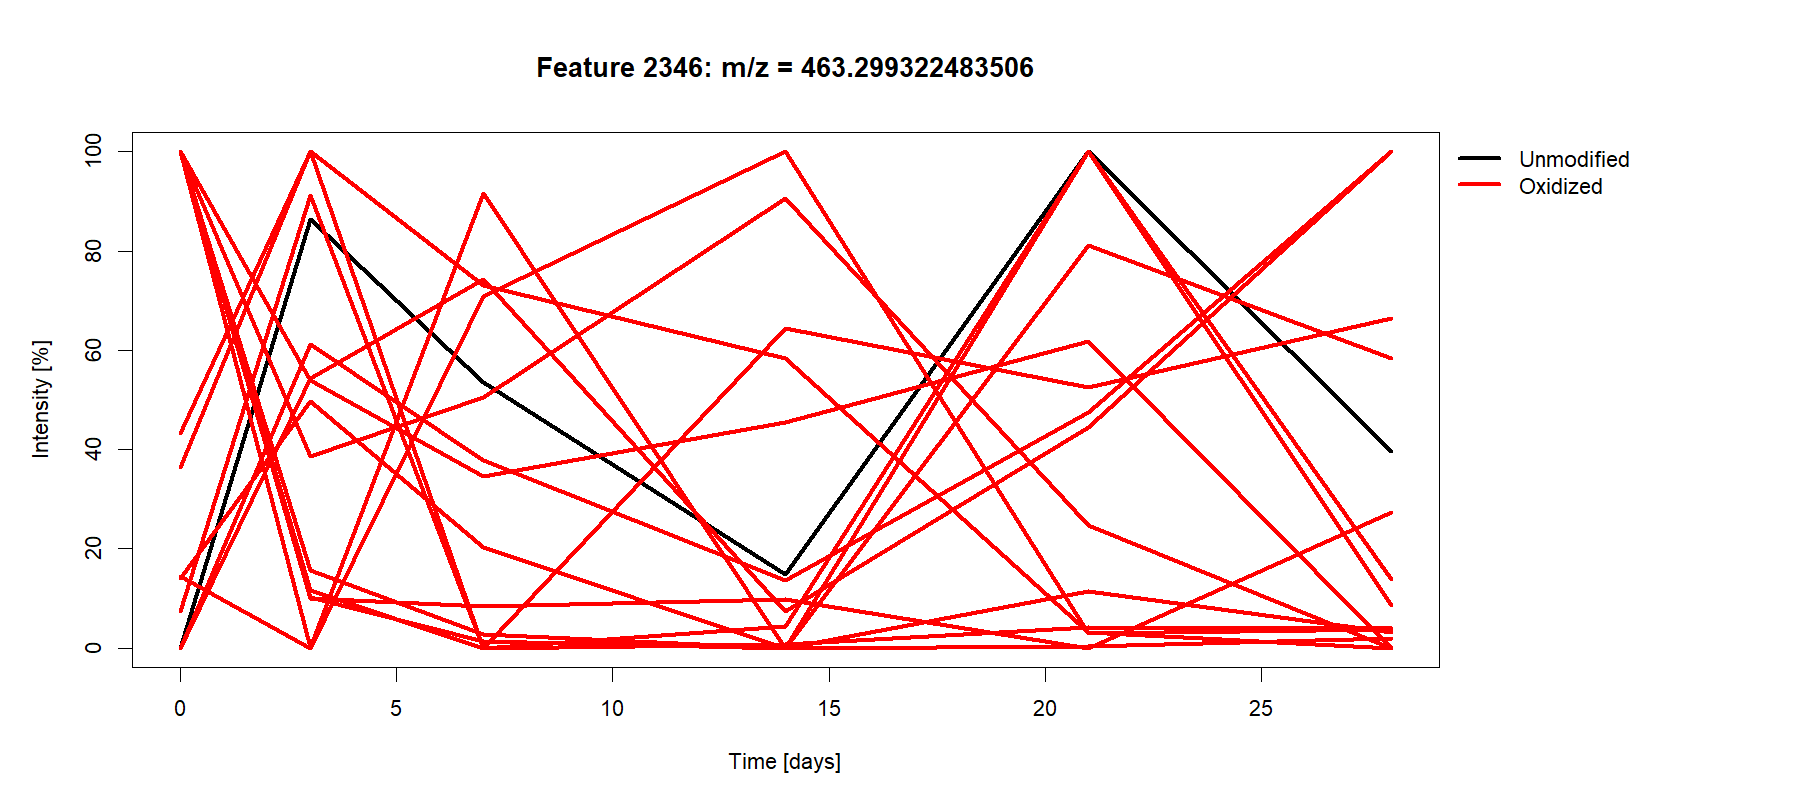 Feature 2346: m/z = 463.299322483506
Unmodified
Oxidized
Intensity [%]
100
80
60
40
20
0
0 5 10 15 20 25
Time [days]